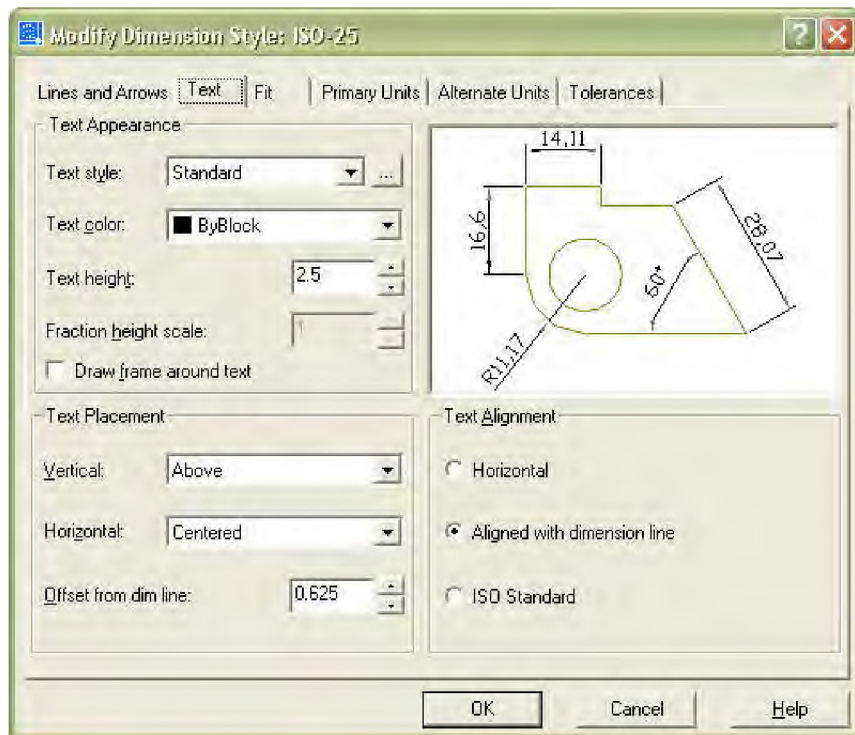 Modify Dimension Style: ISO-25
Lines and Arrows Text Fit Primary Units Alternate Units Tolerances
Text Appearance
Text style: Standard ...
Text color: ByBlock
Text height: 2.5
Fraction height scale: 1
Draw frame around text
14,11
16,6
28,07
60°
R11,17
Text Placement
Vertical: Above
Horizontal: Centered
Offset from dim line: 0.625
Text Alignment
Horizontal
Aligned with dimension line
ISO Standard
OK Cancel Help